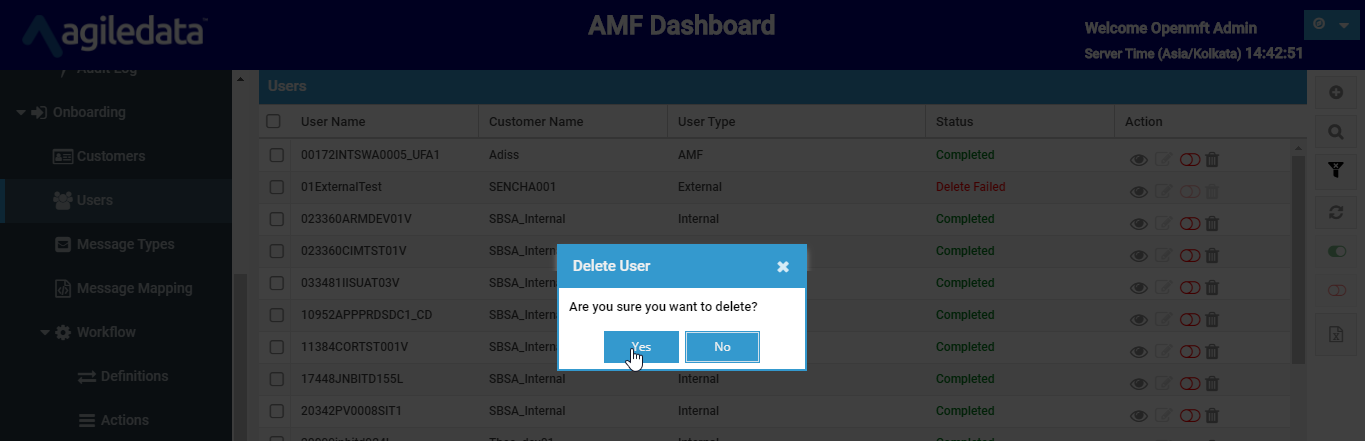 agiledata™
AMF Dashboard
Welcome Openmft Admin
Server Time (Asia/Kolkata) 14:42:51
Audit Log
Onboarding
Customers
Users
Message Types
Message Mapping
Workflow
Definitions
Actions
Users
User Name Customer Name User Type Status Action
00172INTSWA0005_UFA1 Adiss AMF Completed
01ExternalTest SENCHA001 External Delete Failed
023360ARMDEV01V SBSA_Internal Internal Completed
023360CIMTST01V SBSA_Intern Completed
033481IISUAT03V SBSA_Intern Completed
10952APPPRDSDC1_CD SBSA_Intern Completed
11384CORTST001V SBSA_Intern Completed
17448JNBITD155L SBSA_Internal Internal Completed
20342PV0008SIT1 SBSA_Internal Internal Completed
Completed
Delete User
Are you sure you want to delete?
Yes No